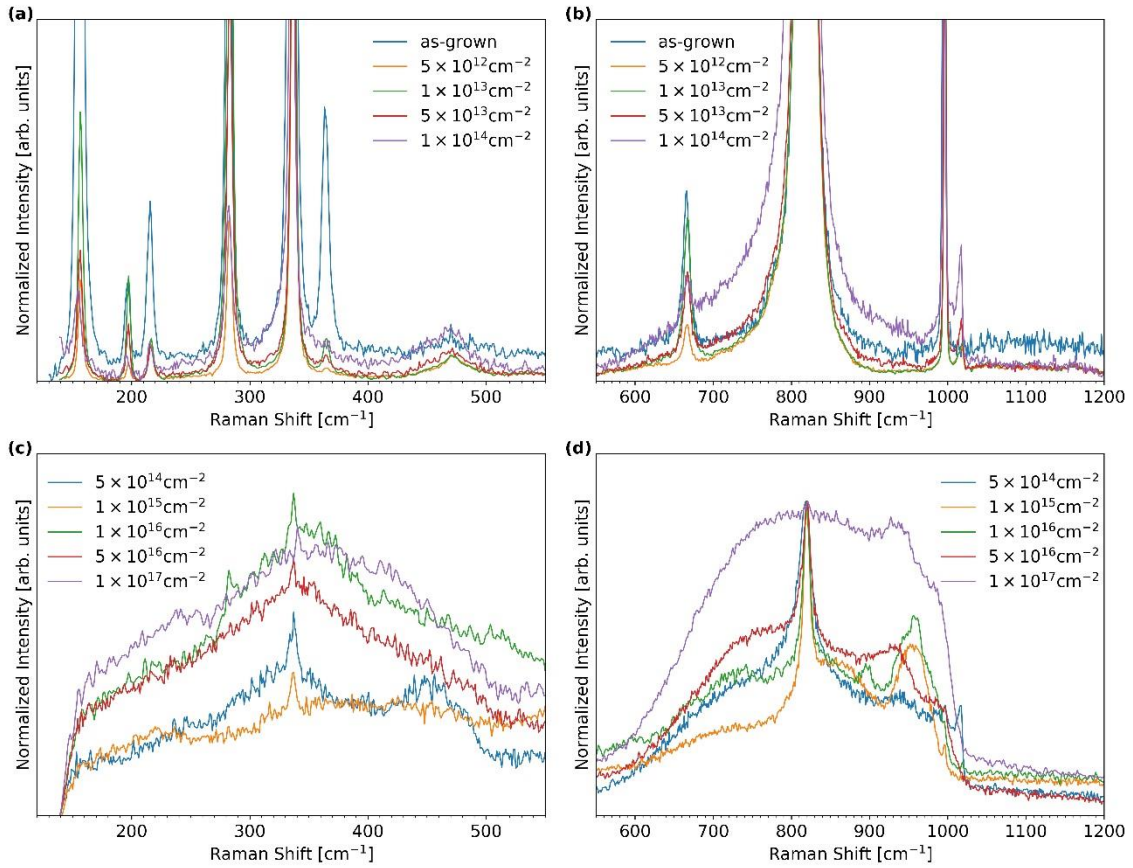 (a)
as-grown
5 × 10¹²cm⁻²
1 × 10¹³cm⁻²
5 × 10¹³cm⁻²
1 × 10¹⁴cm⁻²
Normalized Intensity [arb. units]
200 300 400 500
Raman Shift [cm⁻¹]
(b)
as-grown
5 × 10¹²cm⁻²
1 × 10¹³cm⁻²
5 × 10¹³cm⁻²
1 × 10¹⁴cm⁻²
Normalized Intensity [arb. units]
600 700 800 900 1000 1100 1200
Raman Shift [cm⁻¹]
(c)
5 × 10¹⁴cm⁻²
1 × 10¹⁵cm⁻²
1 × 10¹⁶cm⁻²
5 × 10¹⁶cm⁻²
1 × 10¹⁷cm⁻²
Normalized Intensity [arb. units]
200 300 400 500
Raman Shift [cm⁻¹]
(d)
5 × 10¹⁴cm⁻²
1 × 10¹⁵cm⁻²
1 × 10¹⁶cm⁻²
5 × 10¹⁶cm⁻²
1 × 10¹⁷cm⁻²
Normalized Intensity [arb. units]
600 700 800 900 1000 1100 1200
Raman Shift [cm⁻¹]